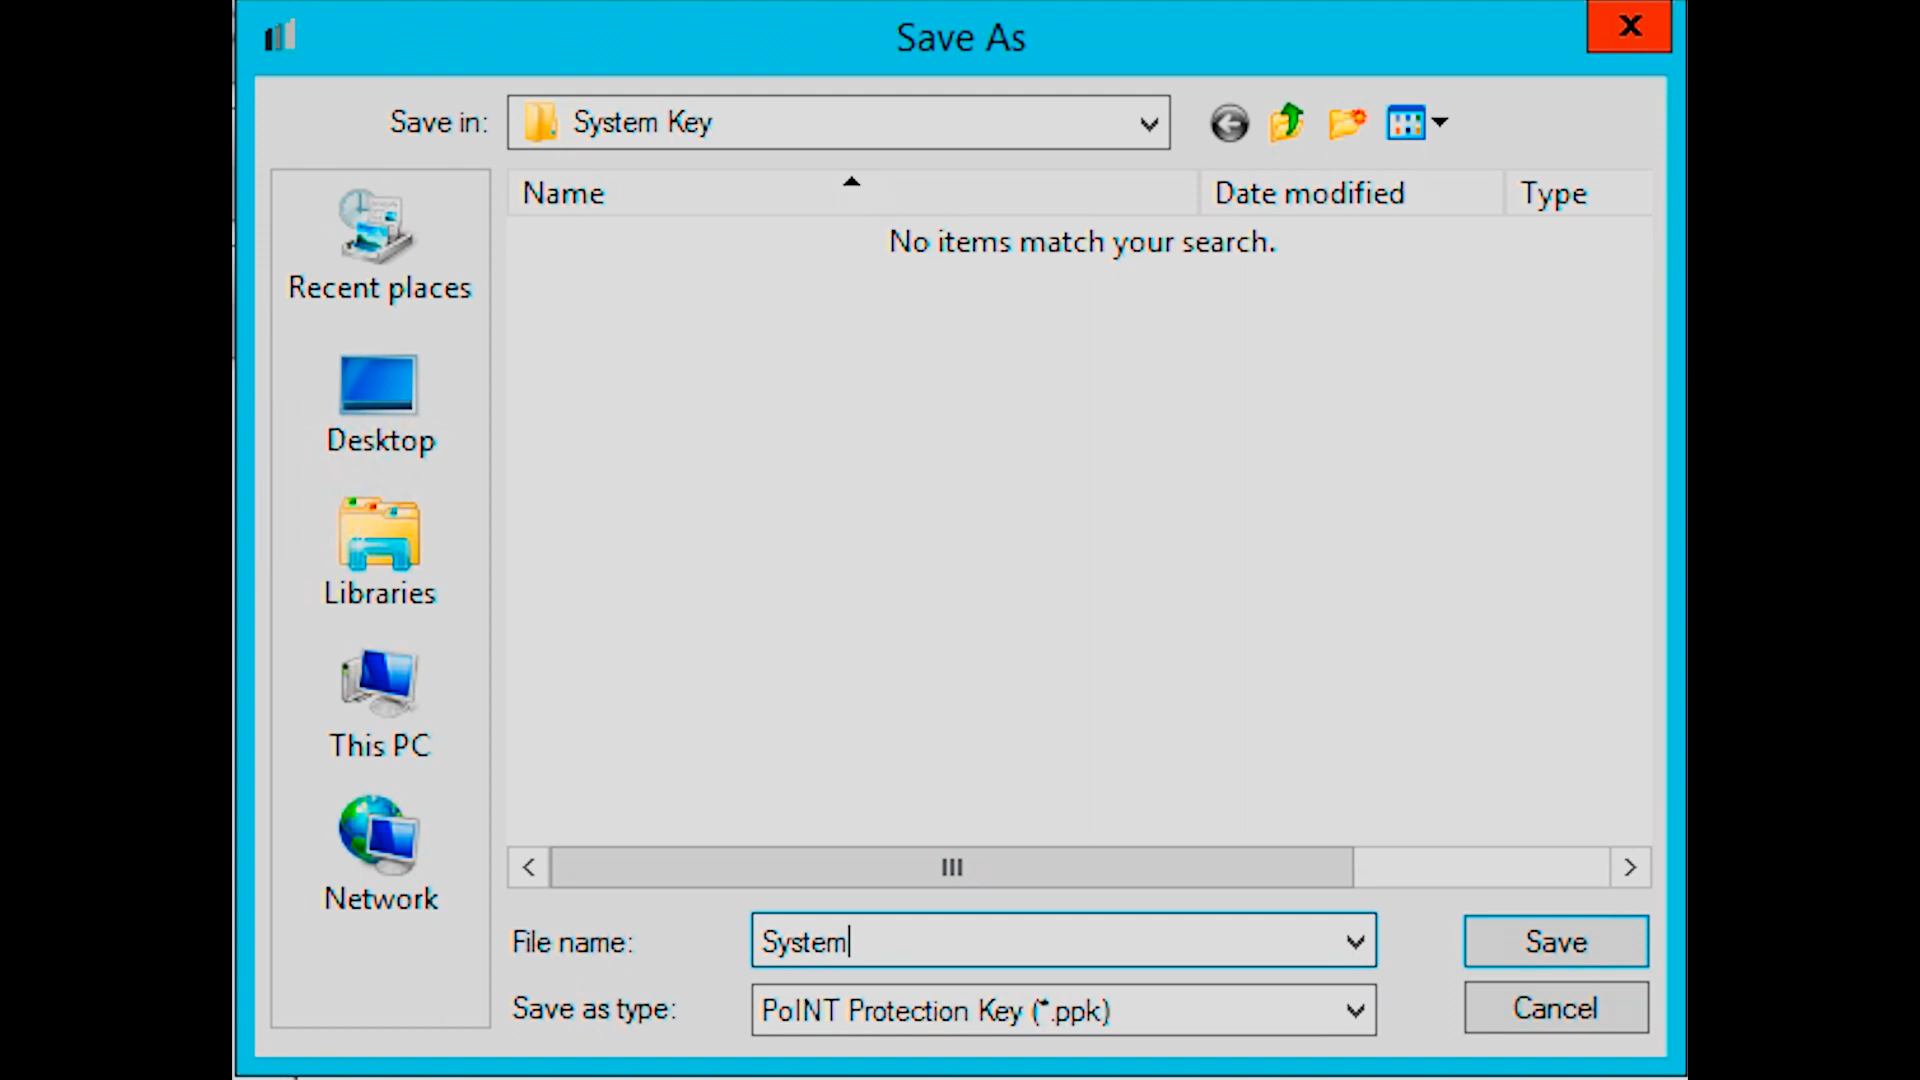 Save As
X
Save in: System Key
Name Date modified Type
No items match your search.
Recent places
Desktop
Libraries
This PC
Network
File name: System Save
Save as type: PoINT Protection Key (*.ppk) Cancel